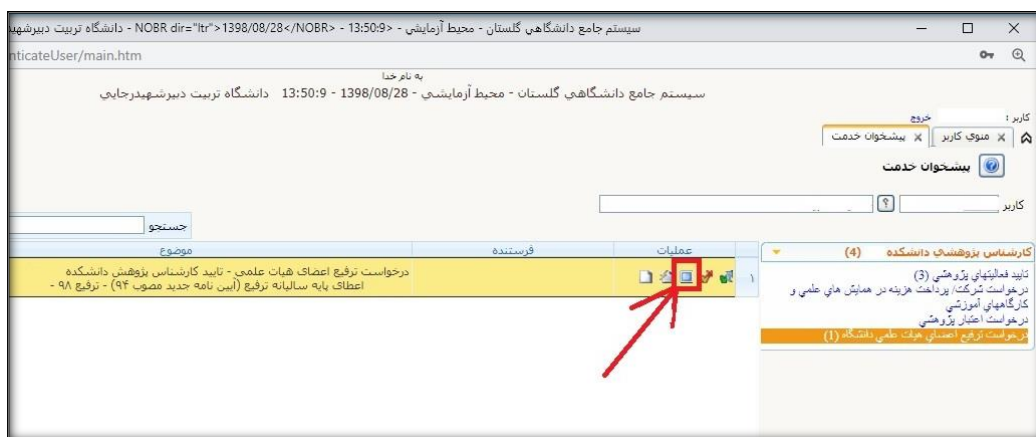 سيستم جامع دانشگاهي گلستان - محيط آزمايشي - <NOBR dir="ltr">1398/08/28</NOBR> - 13:50:9 - دانشگاه تربيت دبيرشهيد
nticateUser/main.htm
به نام خدا
سيستم جامع دانشگاهي گلستان - محيط آزمايشي - 1398/08/28 - 13:50:9 دانشگاه تربيت دبيرشهيدرجايي
کاربر : خروج
منوي کاربر x پيشخوان خدمت x
پيشخوان خدمت
کاربر ?
جستجو
کارشناس پژوهشي دانشکده (4)
تاييد فعاليتهاي پژوهشي (3)
درخواست شرکت/ پرداخت هزينه در همايش هاي علمي و
کارگاههاي آموزشي
درخواست اعتبار پژوهشي
درخواست ترفيع اعضاي هيات علمي دانشگاه (1)
عمليات فرستنده موضوع
۱ درخواست ترفيع اعضاي هيات علمي - تاييد کارشناس پژوهش دانشکده
اعطاي پايه ساليانه ترفيع (آيين نامه جديد مصوب ۹۴) - ترفيع ۹۸ -